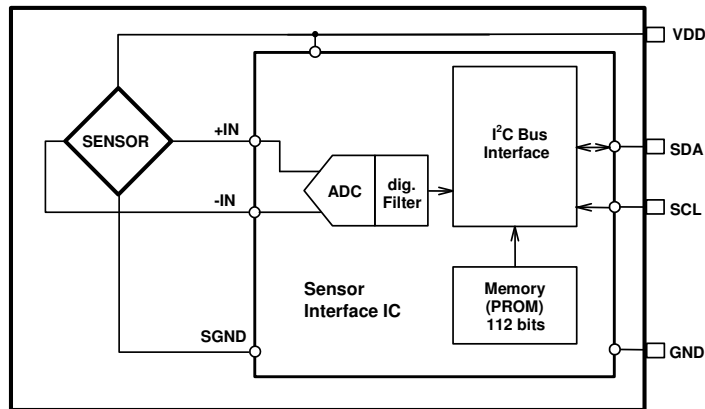 VDD
SENSOR
+IN
I²C Bus
Interface
SDA
ADC
dig.
Filter
-IN
SCL
Sensor
Interface IC
Memory
(PROM)
112 bits
SGND
GND